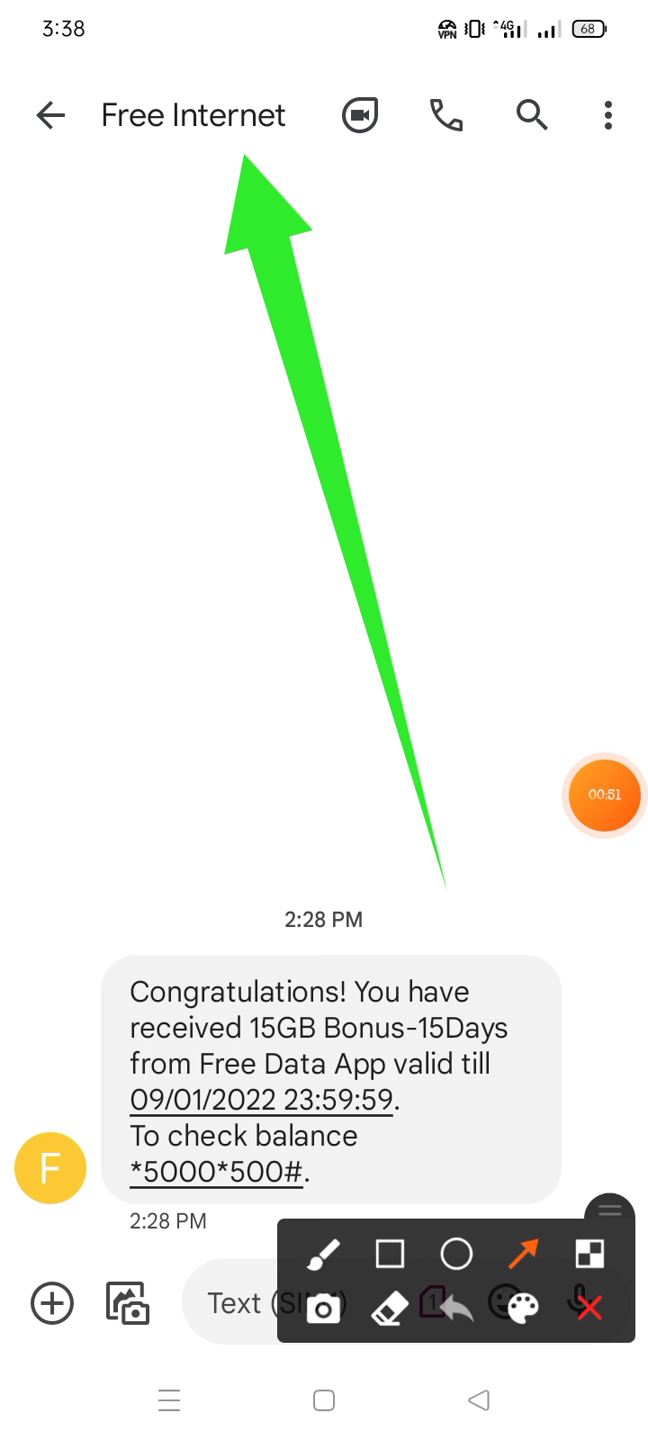 3:38
VPN
4G
68
Free Internet
00:51
2:28 PM
Congratulations! You have
received 15GB Bonus-15Days
from Free Data App valid till
09/01/2022 23:59:59.
To check balance
*5000*500#.
F
2:28 PM
Text (SIM1)
1